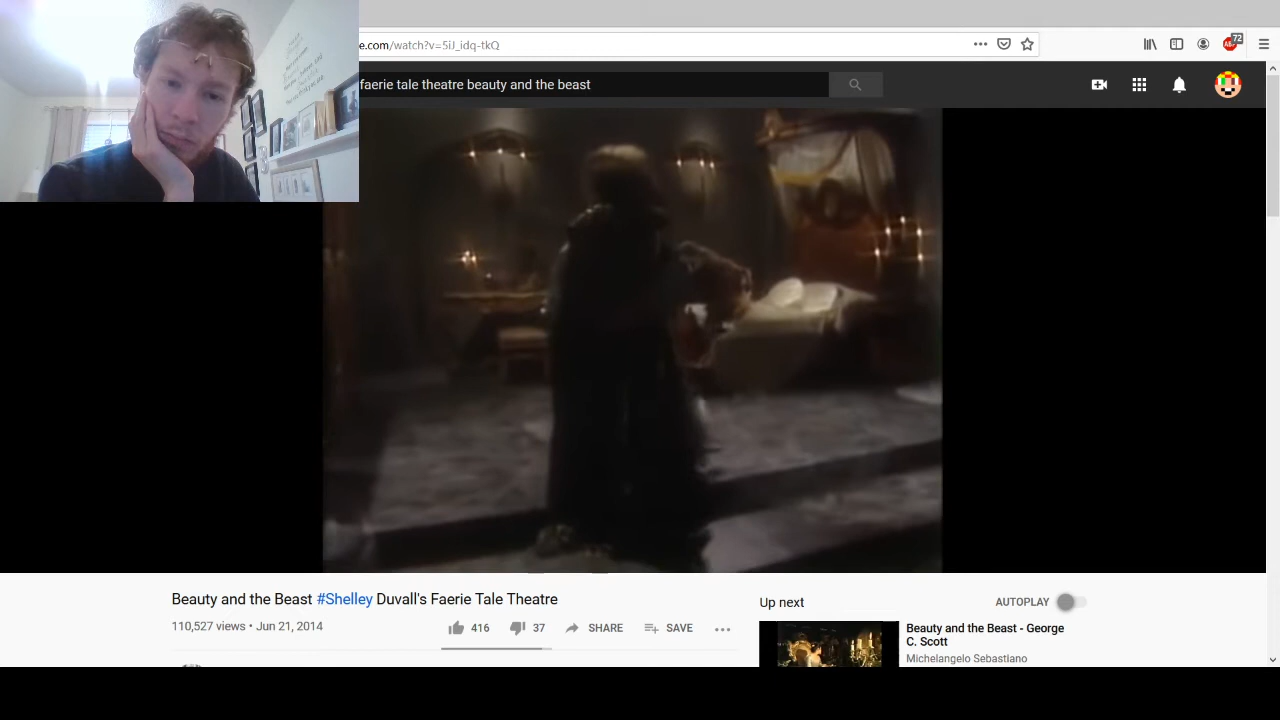 e.com/watch?v=5iJ_idq-tkQ
72
faerie tale theatre beauty and the beast
Beauty and the Beast #Shelley Duvall's Faerie Tale Theatre
110,527 views • Jun 21, 2014
416
37
SHARE
SAVE
Up next
AUTOPLAY
Beauty and the Beast - George
C. Scott
Michelangelo Sebastiano